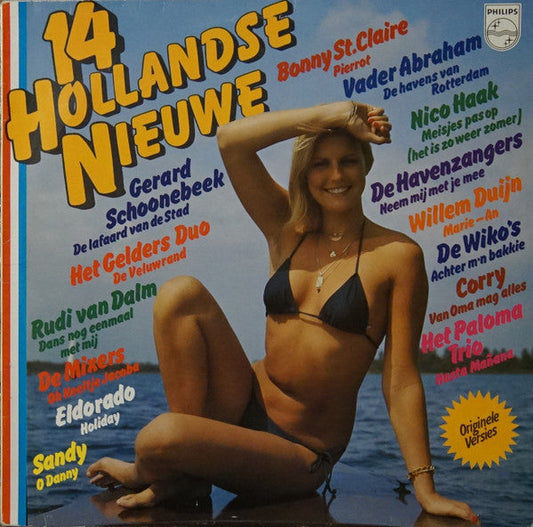 14
HOLLANDSE
NIEUWE
PHILIPS
Bonny St. Claire
Pierrot
Vader Abraham
De havens van
Rotterdam
Nico Haak
Meisjes pas op
(het is zo weer zomer)
De Havenzangers
Neem mij met je mee
Willem Duijn
Marie-An
De Wiko's
Achter m'n bakkie
Corry
Van Oma mag alles
Het Paloma
Trio
Hasta Mañana
Gerard
Schoonebeek
De lafaard van de Stad
Het Gelders Duo
De Veluwrand
Rudi van Dalm
Dans nog eenmaal
met mij
De Mixers
Oh Keeltje Jacoba
Eldorado
Holiday
Sandy
O Danny
Originele
Versies